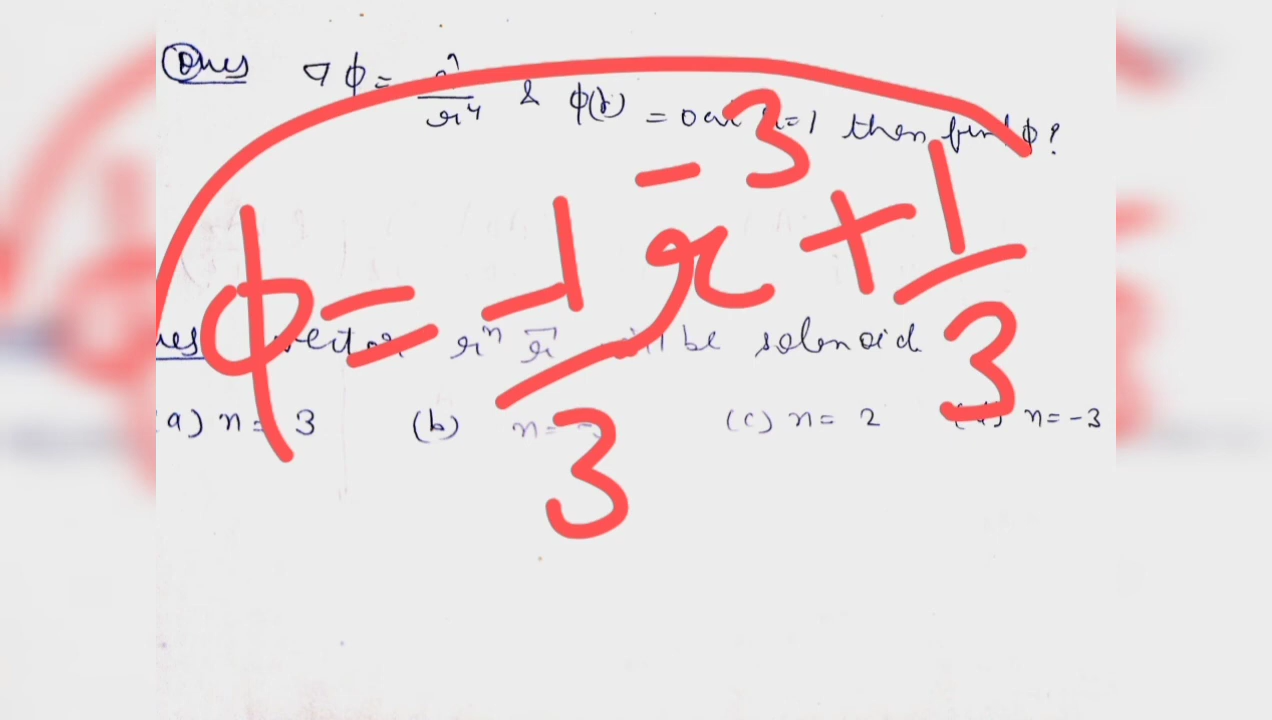 Ques ∇ φ = r̂ / r⁴ & φ(r) = 0 at r=1 then find φ?
φ = -1/3 r⁻³ + 1/3
vector rⁿ r⃗ will be solenoid
(a) n = 3 (b) n = (c) n = 2 (d) n = -3